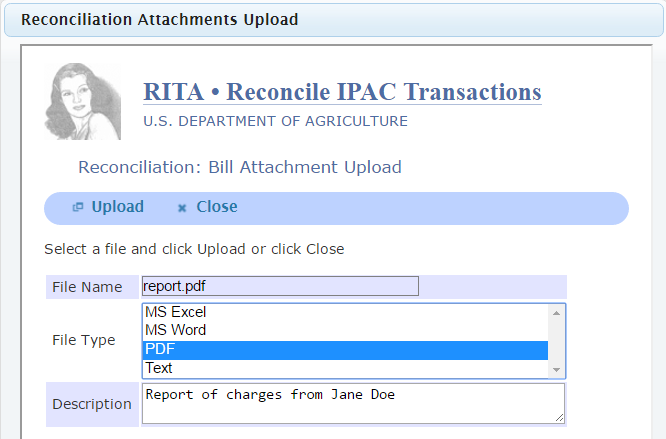 Reconciliation Attachments Upload
RITA • Reconcile IPAC Transactions
U.S. DEPARTMENT OF AGRICULTURE
Reconciliation: Bill Attachment Upload
Upload Close
Select a file and click Upload or click Close
File Name report.pdf
MS Excel
MS Word
File Type
PDF
Text
Description Report of charges from Jane Doe